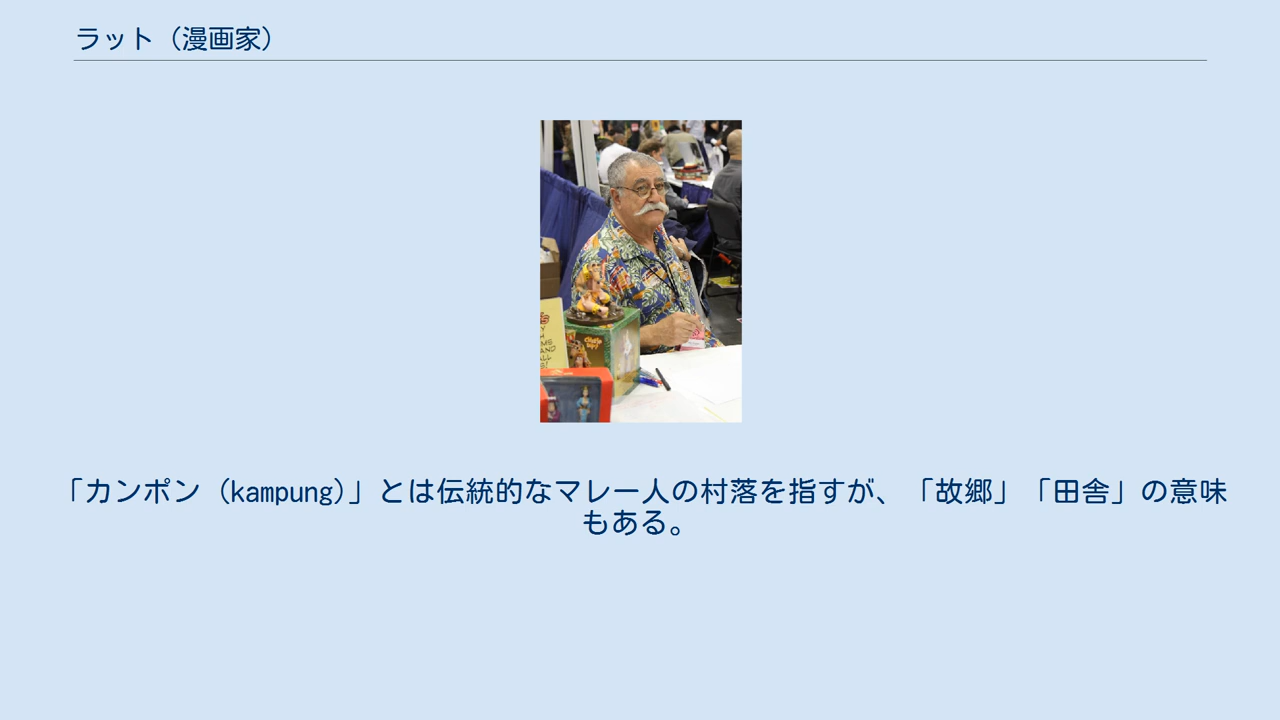 ラット（漫画家）
「カンポン（kampung）」とは伝統的なマレー人の村落を指すが、「故郷」「田舎」の意味
もある。